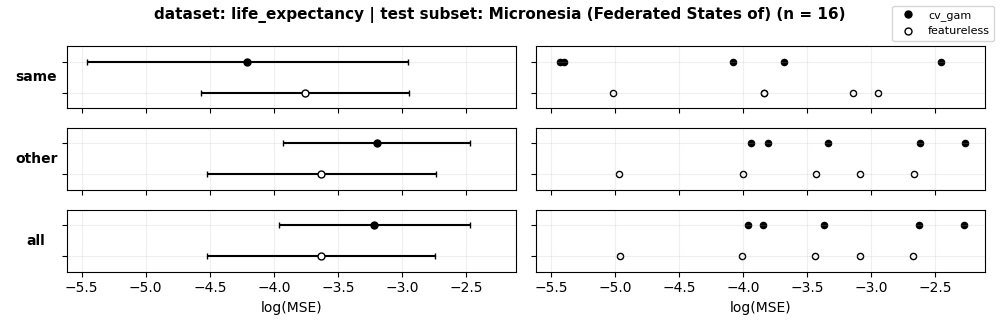 dataset: life_expectancy | test subset: Micronesia (Federated States of) (n = 16)
cv_gam
featureless
same
other
all
−5.5 −5.0 −4.5 −4.0 −3.5 −3.0 −2.5
−5.5 −5.0 −4.5 −4.0 −3.5 −3.0 −2.5
log(MSE)
log(MSE)